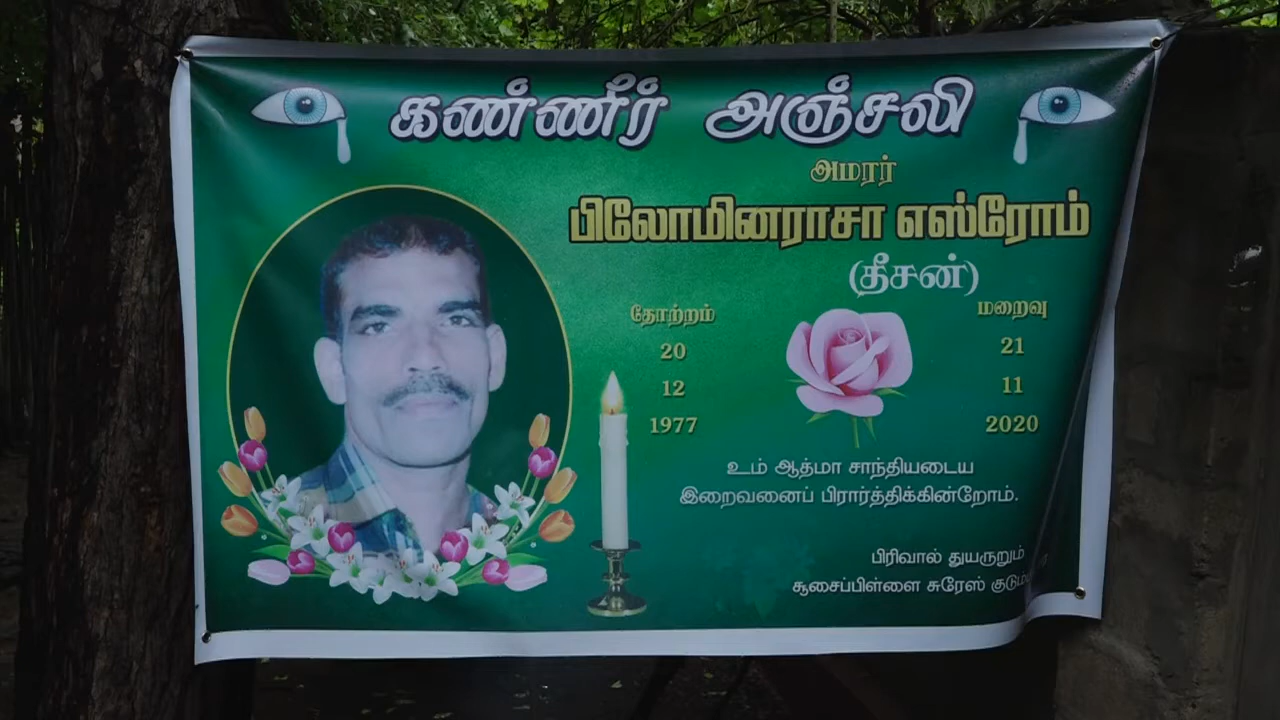 கண்ணீர் அஞ்சலி
அமரர்
பிலோமினராசா எஸ்ரோம்
(தீசன்)
தோற்றம்
20
12
1977
மறைவு
21
11
2020
உம் ஆத்மா சாந்தியடைய
இறைவனைப் பிரார்த்திக்கின்றோம்.
பிரிவால் துயருறும்
சூசைப்பிள்ளை சுரேஸ்